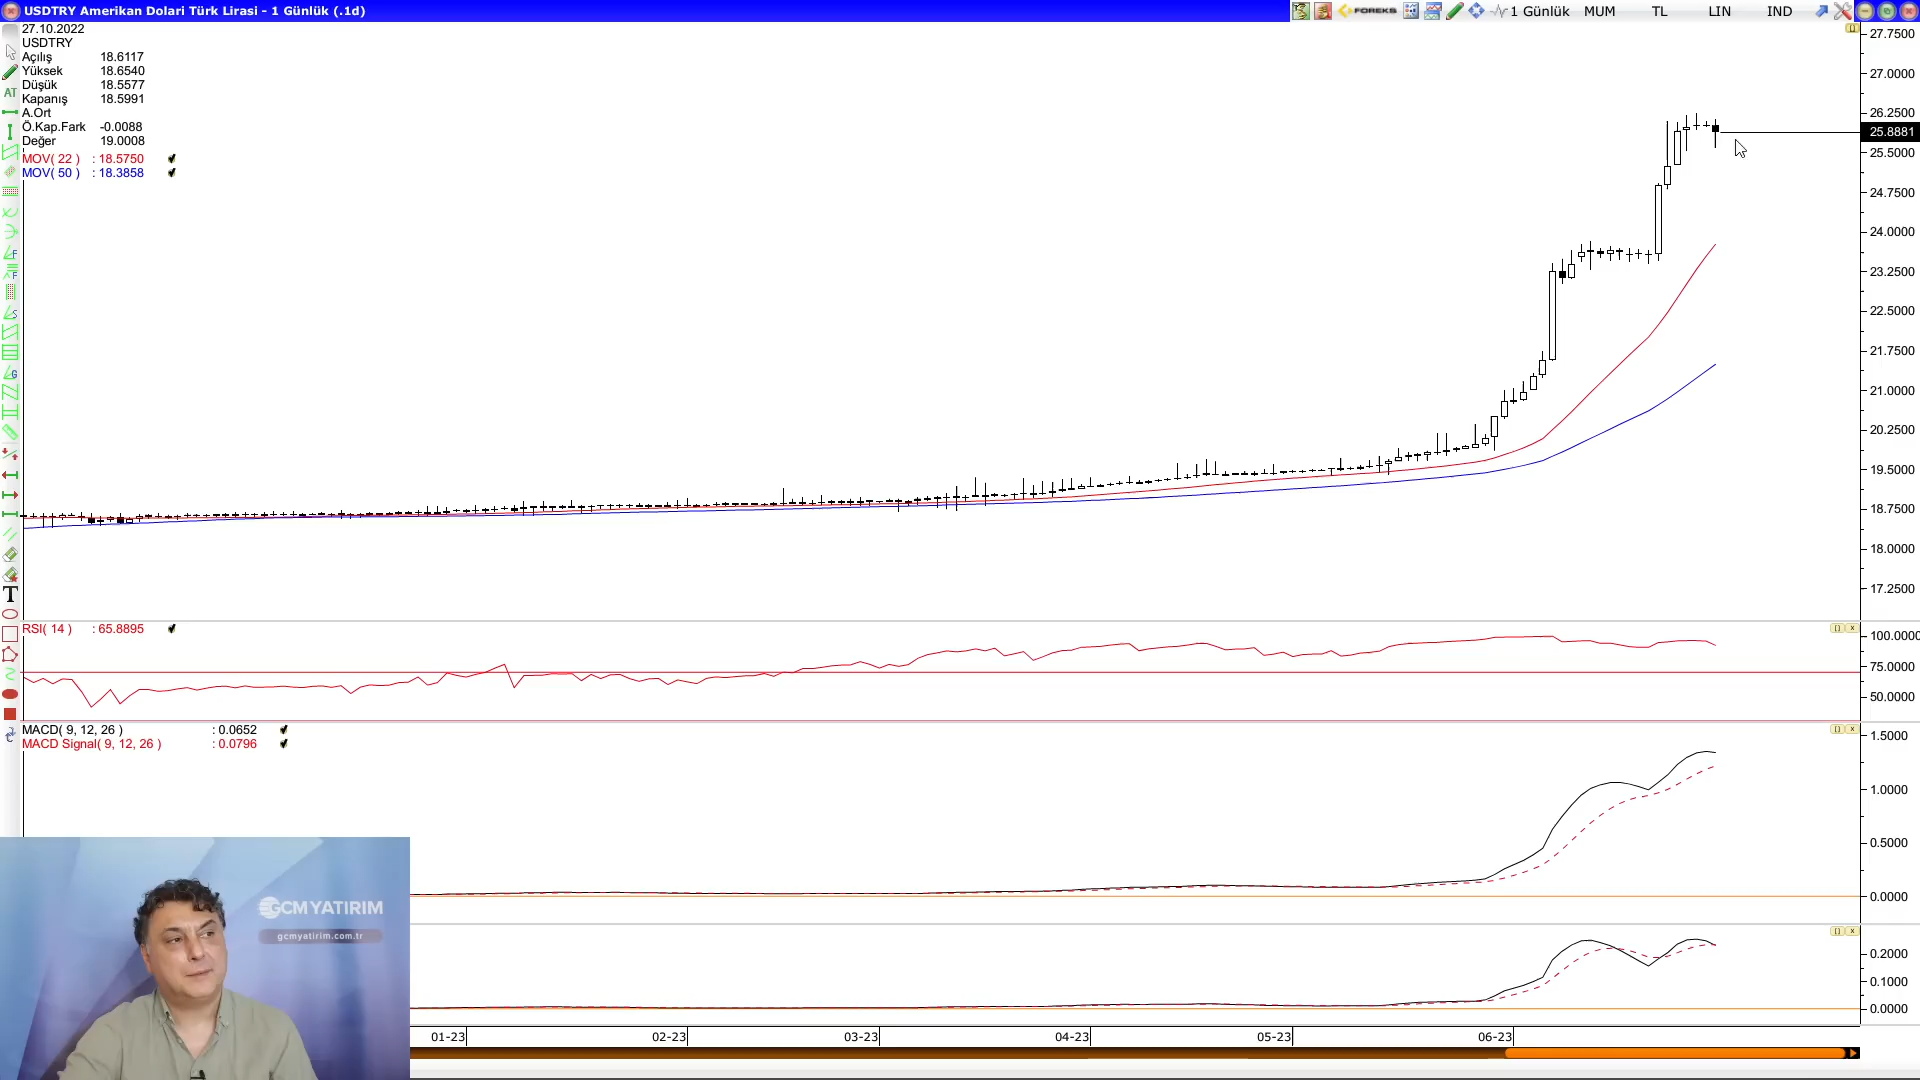 USDTRY Amerikan Dolari Türk Lirasi - 1 Günlük (.1d)
FOREKS
1 Günlük MUM TL LIN IND
27.10.2022
USDTRY
Açılış 18.6117
Yüksek 18.6540
Düşük 18.5577
Kapanış 18.5991
A.Ort
Ö.Kap.Fark -0.0088
Değer 19.0008
MOV( 22 ) : 18.5750
MOV( 50 ) : 18.3858
AT
F
F
S
G
T
27.7500
27.0000
26.2500
25.8881
25.5000
24.7500
24.0000
23.2500
22.5000
21.7500
21.0000
20.2500
19.5000
18.7500
18.0000
17.2500
RSI( 14 ) : 65.8895
100.0000
75.0000
50.0000
MACD( 9, 12, 26 ) : 0.0652
MACD Signal( 9, 12, 26 ) : 0.0796
1.5000
1.0000
0.5000
0.0000
0.2000
0.1000
0.0000
GCM YATIRIM
gcmyatirim.com.tr
01-23 02-23 03-23 04-23 05-23 06-23